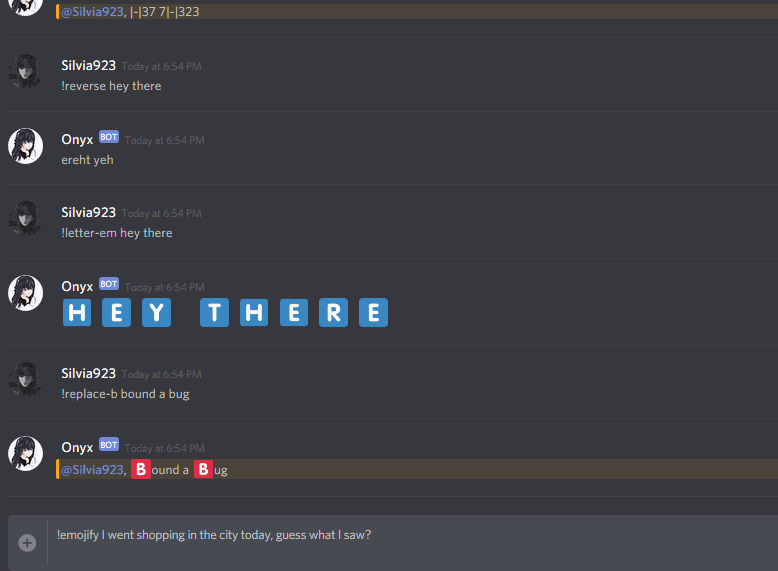 @Silvia923, |-|37 7|-|323
Silvia923 Today at 6:54 PM
!reverse hey there
Onyx BOT Today at 6:54 PM
ereht yeh
Silvia923 Today at 6:54 PM
!letter-em hey there
Onyx BOT Today at 6:54 PM
H E Y T H E R E
Silvia923 Today at 6:54 PM
!replace-b bound a bug
Onyx BOT Today at 6:54 PM
@Silvia923, Bound a Bug
!emojify I went shopping in the city today, guess what I saw?